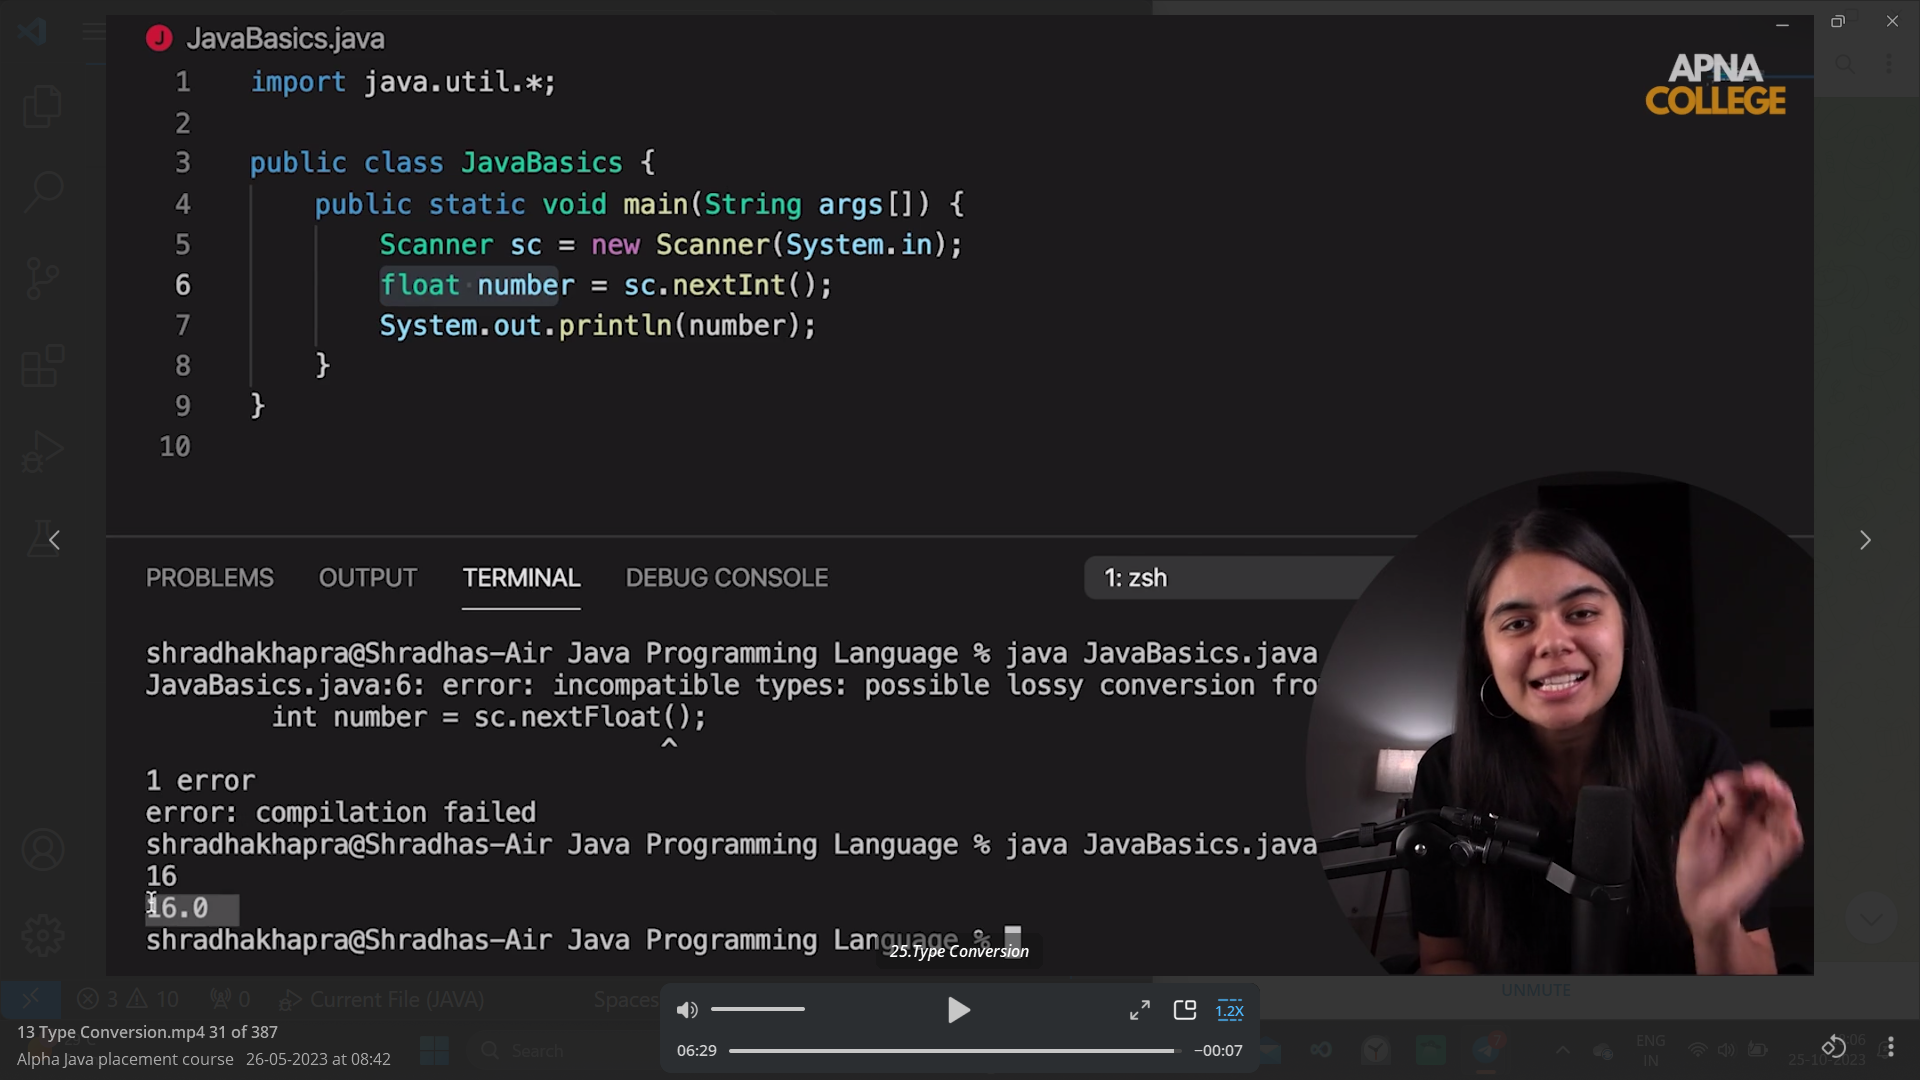 JavaBasics.java
APNA
COLLEGE
1 import java.util.*;
2
3 public class JavaBasics {
4 public static void main(String args[]) {
5 Scanner sc = new Scanner(System.in);
6 float number = sc.nextInt();
7 System.out.println(number);
8 }
9 }
10
PROBLEMS OUTPUT TERMINAL DEBUG CONSOLE 1: zsh
shradhakhapra@Shradhas-Air Java Programming Language % java JavaBasics.java
JavaBasics.java:6: error: incompatible types: possible lossy conversion fro
int number = sc.nextFloat();
^
1 error
error: compilation failed
shradhakhapra@Shradhas-Air Java Programming Language % java JavaBasics.java
16
16.0
shradhakhapra@Shradhas-Air Java Programming Language %
25.Type Conversion
3 10 0 Current File (JAVA) Spaces
UNMUTE
1.2X
13 Type Conversion.mp4 31 of 387
Alpha Java placement course 26-05-2023 at 08:42
Search
06:29 -00:07
ENG
IN
25-10-2023